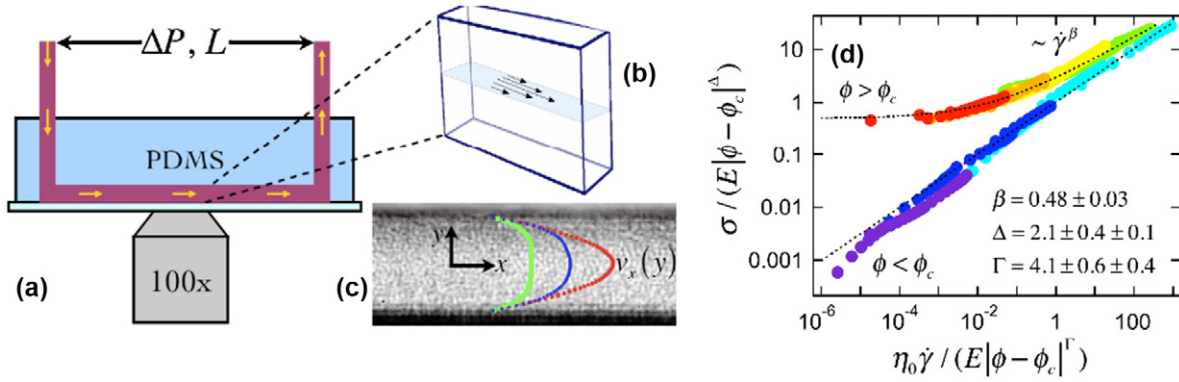 ΔP, L
PDMS
100x
(a)
(b)
(c)
y
x
v_x(y)
(d)
~ γ̇^β
ϕ > ϕ_c
ϕ < ϕ_c
β = 0.48 ± 0.03
Δ = 2.1 ± 0.4 ± 0.1
Γ = 4.1 ± 0.6 ± 0.4
σ / (E|ϕ − ϕ_c|^Δ)
10
1
0.1
0.01
0.001
10^-6
10^-4
10^-2
1
100
η_0 γ̇ / (E|ϕ − ϕ_c|^Γ)